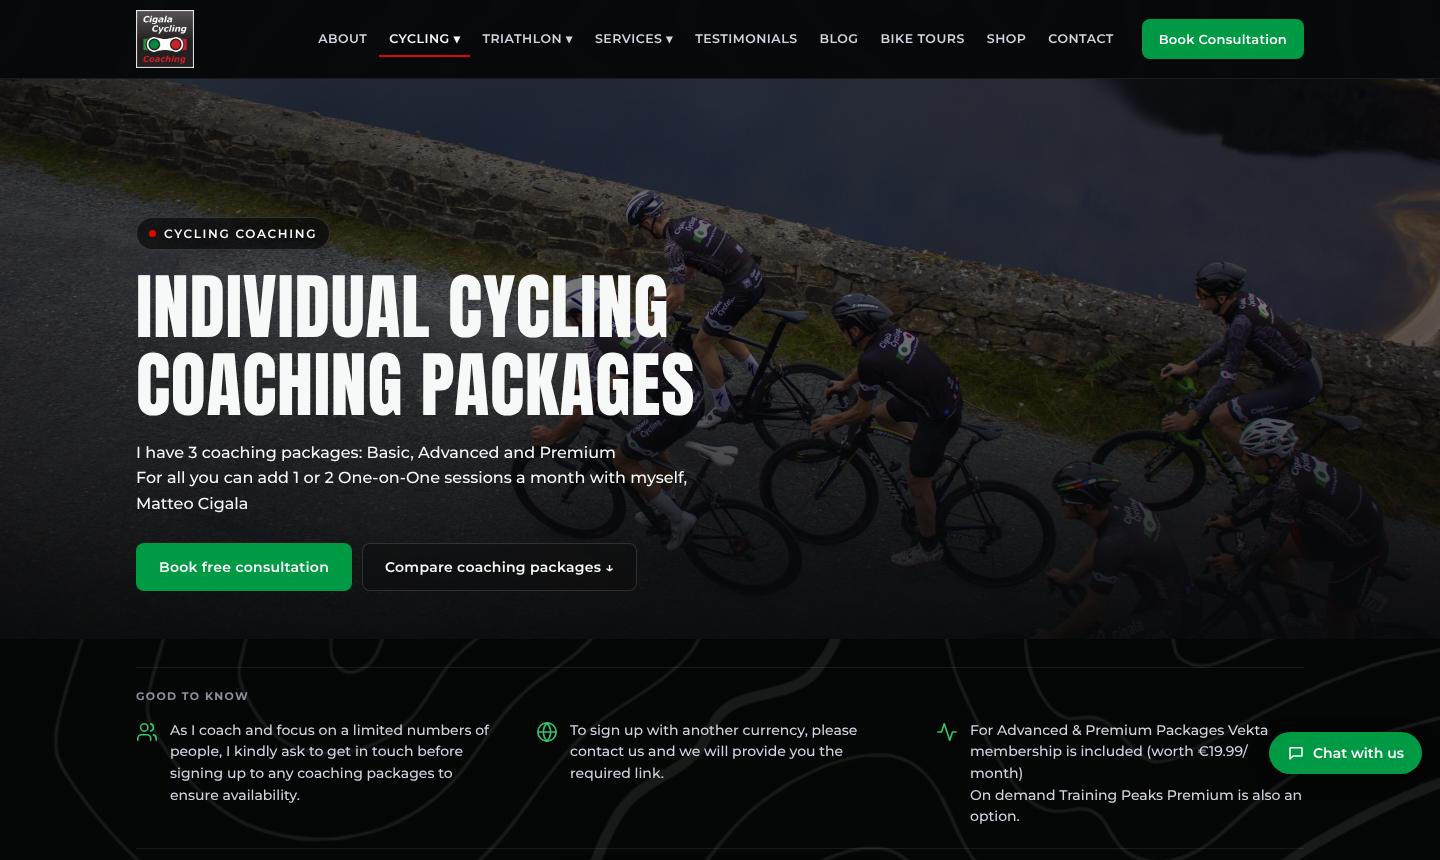 Cigala
Cycling
Coaching
ABOUT
CYCLING ▾
TRIATHLON ▾
SERVICES ▾
TESTIMONIALS
BLOG
BIKE TOURS
SHOP
CONTACT
Book Consultation
CYCLING COACHING
INDIVIDUAL CYCLING
COACHING PACKAGES
I have 3 coaching packages: Basic, Advanced and Premium
For all you can add 1 or 2 One-on-One sessions a month with myself,
Matteo Cigala
Book free consultation
Compare coaching packages ↓
GOOD TO KNOW
As I coach and focus on a limited numbers of
people, I kindly ask to get in touch before
signing up to any coaching packages to
ensure availability.
To sign up with another currency, please
contact us and we will provide you the
required link.
For Advanced & Premium Packages Vekta
membership is included (worth €19.99/
month)
On demand Training Peaks Premium is also an
option.
Chat with us